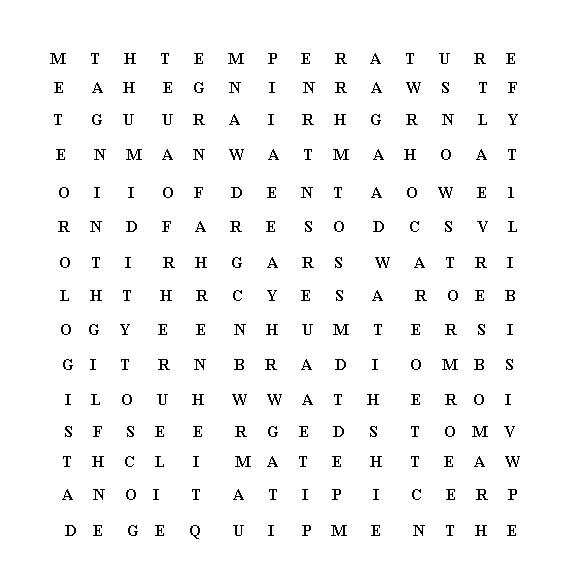 M T H T E M P E R A T U R E
E A H E G N I N R A W S T F
T G U U R A I R H G R N L Y
E N M A N W A T M A H O A T
O I I O F D E N T A O W E 1
R N D F A R E S O D C S V L
O T I R H G A R S W A T R I
L H T H R C Y E S A R O E B
O G Y E E N H U M T E R S I
G I T R N B R A D I O M B S
I L O U H W W A T H E R O I
S F S E E R G E D S T O M V
T H C L I M A T E H T E A W
A N O I T A T I P I C E R P
D E G E Q U I P M E N T H E